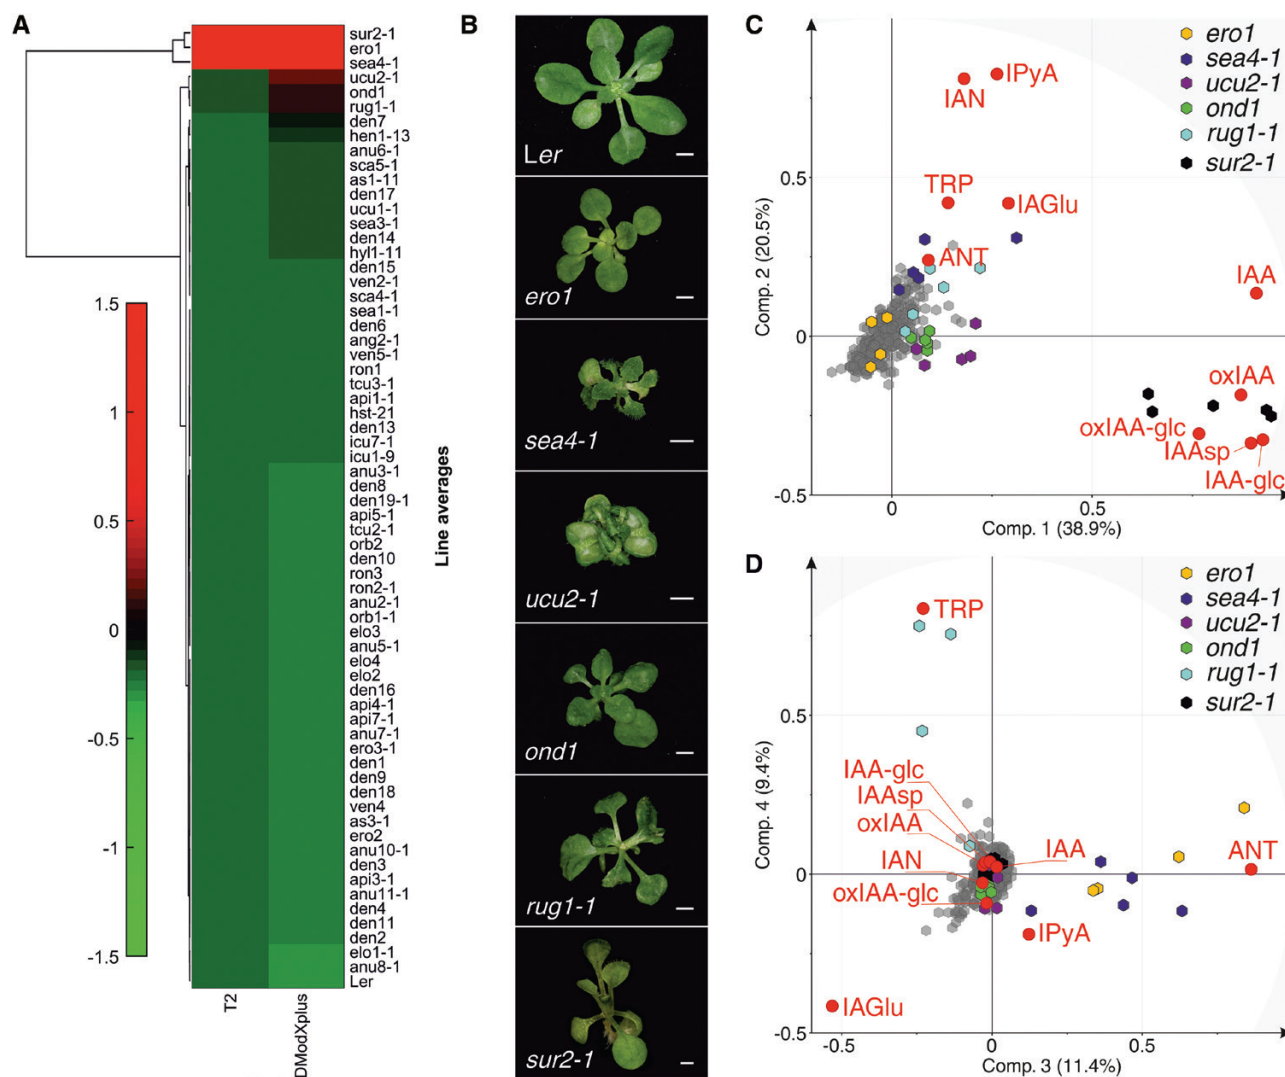 A
sur2-1
ero1
sea4-1
ucu2-1
ond1
rug1-1
den7
hen1-13
anu6-1
sca5-1
as1-11
den17
ucu1-1
sea3-1
den14
hyl1-11
den15
ven2-1
sca4-1
sea1-1
den6
ang2-1
ven5-1
ron1
tcu3-1
api1-1
hst-21
den13
icu7-1
icu1-9
anu3-1
den8
den19-1
api5-1
tcu2-1
orb2
den10
ron3
ron2-1
anu2-1
orb1-1
elo3
anu5-1
elo4
elo2
den16
api4-1
api7-1
anu7-1
ero3-1
den1
den9
den18
ven4
as3-1
ero2
anu10-1
den3
api3-1
anu11-1
den4
den11
den2
elo1-1
anu8-1
Ler
1.5
1
0.5
0
-0.5
-1
-1.5
T2
DModXplus
Line averages
B
Ler
ero1
sea4-1
ucu2-1
ond1
rug1-1
sur2-1
C
ero1
sea4-1
ucu2-1
ond1
rug1-1
sur2-1
IPyA
IAN
TRP
IAGlu
ANT
IAA
oxIAA
oxIAA-glc
IAAsp
IAA-glc
0.5
0
-0.5
0
0.5
Comp. 2 (20.5%)
Comp. 1 (38.9%)
D
ero1
sea4-1
ucu2-1
ond1
rug1-1
sur2-1
TRP
IAA-glc
IAAsp
oxIAA
IAN
oxIAA-glc
IAA
ANT
IPyA
IAGlu
0.5
0
-0.5
-0.5
0
0.5
Comp. 4 (9.4%)
Comp. 3 (11.4%)